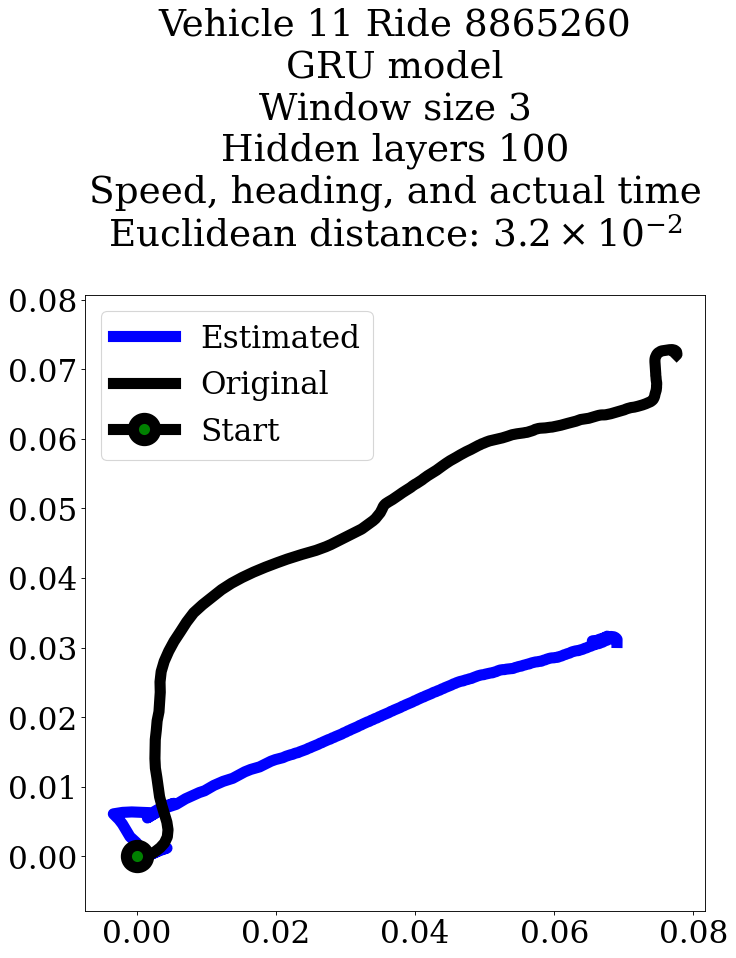 Vehicle 11 Ride 8865260
GRU model
Window size 3
Hidden layers 100
Speed, heading, and actual time
Euclidean distance: 3.2 × 10⁻²
0.08
0.07
0.06
0.05
0.04
0.03
0.02
0.01
0.00
Estimated
Original
Start
0.00 0.02 0.04 0.06 0.08